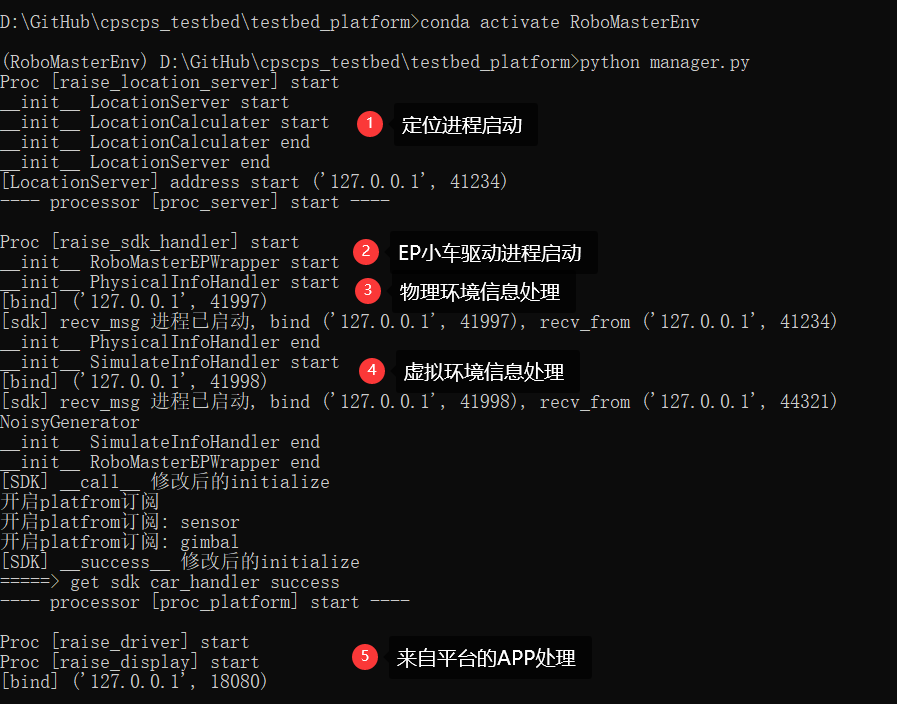 D:\GitHub\cpscps_testbed\testbed_platform>conda activate RoboMasterEnv
(RoboMasterEnv) D:\GitHub\cpscps_testbed\testbed_platform>python manager.py
Proc [raise_location_server] start
__init__ LocationServer start
__init__ LocationCalculater start
1 定位进程启动
__init__ LocationCalculater end
__init__ LocationServer end
[LocationServer] address start ('127.0.0.1', 41234)
---- processor [proc_server] start ----
Proc [raise_sdk_handler] start
2 EP小车驱动进程启动
__init__ RoboMasterEPWrapper start
__init__ PhysicalInfoHandler start
3 物理环境信息处理
[bind] ('127.0.0.1', 41997)
[sdk] recv_msg 进程已启动, bind ('127.0.0.1', 41997), recv_from ('127.0.0.1', 41234)
__init__ PhysicalInfoHandler end
__init__ SimulateInfoHandler start
4 虚拟环境信息处理
[bind] ('127.0.0.1', 41998)
[sdk] recv_msg 进程已启动, bind ('127.0.0.1', 41998), recv_from ('127.0.0.1', 44321)
NoisyGenerator
__init__ SimulateInfoHandler end
__init__ RoboMasterEPWrapper end
[SDK] __call__ 修改后的initialize
开启platfrom订阅
开启platfrom订阅: sensor
开启platfrom订阅: gimbal
[SDK] __success__ 修改后的initialize
=====> get sdk car_handler success
---- processor [proc_platform] start ----
Proc [raise_driver] start
Proc [raise_display] start
5 来自平台的APP处理
[bind] ('127.0.0.1', 18080)